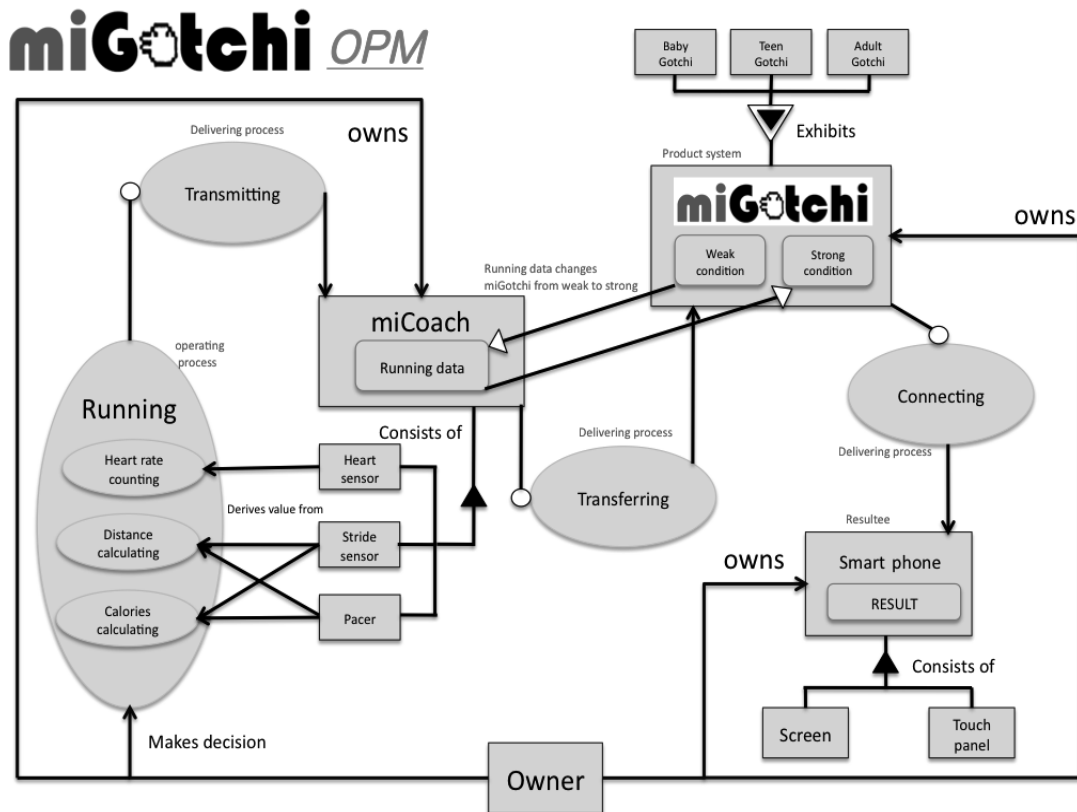 miGotchi OPM
Baby
Gotchi
Teen
Gotchi
Adult
Gotchi
Exhibits
Delivering process
owns
Transmitting
Product system
miGotchi
owns
Weak
condition
Strong
condition
Running data changes
miGotchi from weak to strong
miCoach
Running data
operating
process
Running
Connecting
Consists of
Delivering process
Delivering process
Heart rate
counting
Heart
sensor
Transferring
Derives value from
Distance
calculating
Stride
sensor
Resultee
owns
Smart phone
RESULT
Calories
calculating
Pacer
Consists of
Screen
Touch
panel
Makes decision
Owner